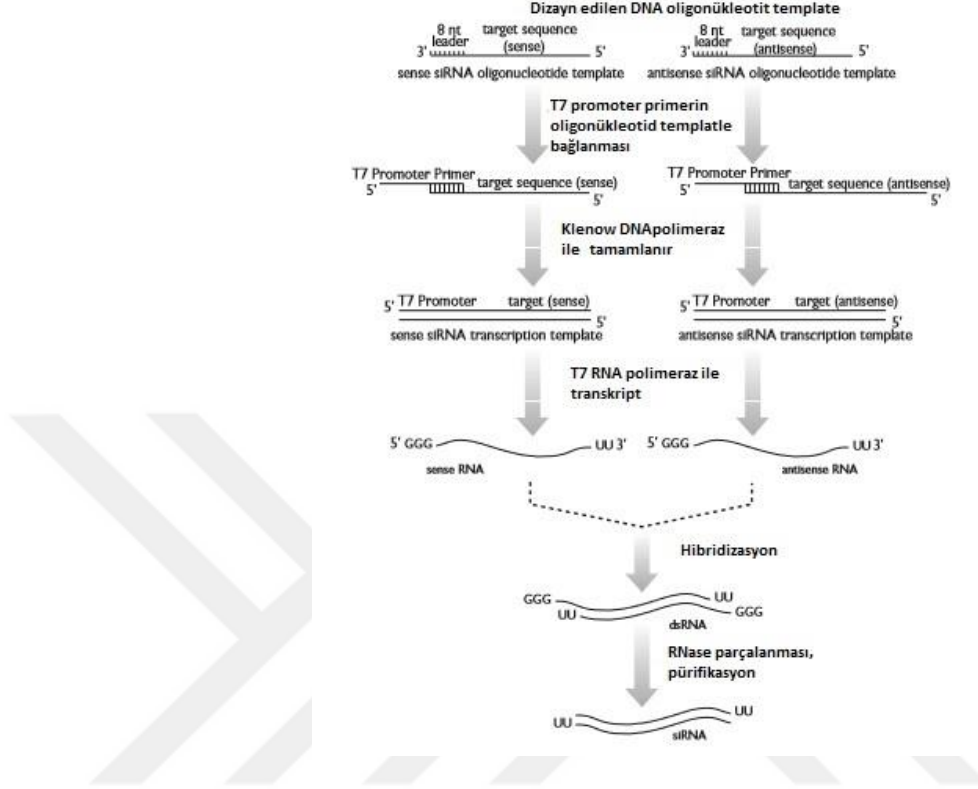 Dizayn edilen DNA oligonükleotit template
8 nt leader target sequence (sense)
3' 5'
sense siRNA oligonucleotide template
8 nt leader target sequence (antisense)
3' 5'
antisense siRNA oligonucleotide template
T7 promoter primerin
oligonükleotid templatle
bağlanması
T7 Promoter Primer
5' target sequence (sense)
5'
T7 Promoter Primer
5' target sequence (antisense)
5'
Klenow DNApolimeraz
ile tamamlanır
5' T7 Promoter target (sense)
5'
sense siRNA transcription template
5' T7 Promoter target (antisense)
5'
antisense siRNA transcription template
T7 RNA polimeraz ile
transkript
5' GGG UU 3'
sense RNA
5' GGG UU 3'
antisense RNA
Hibridizasyon
GGG UU
UU GGG
dsRNA
RNase parçalanması,
pürifikasyon
UU UU
siRNA